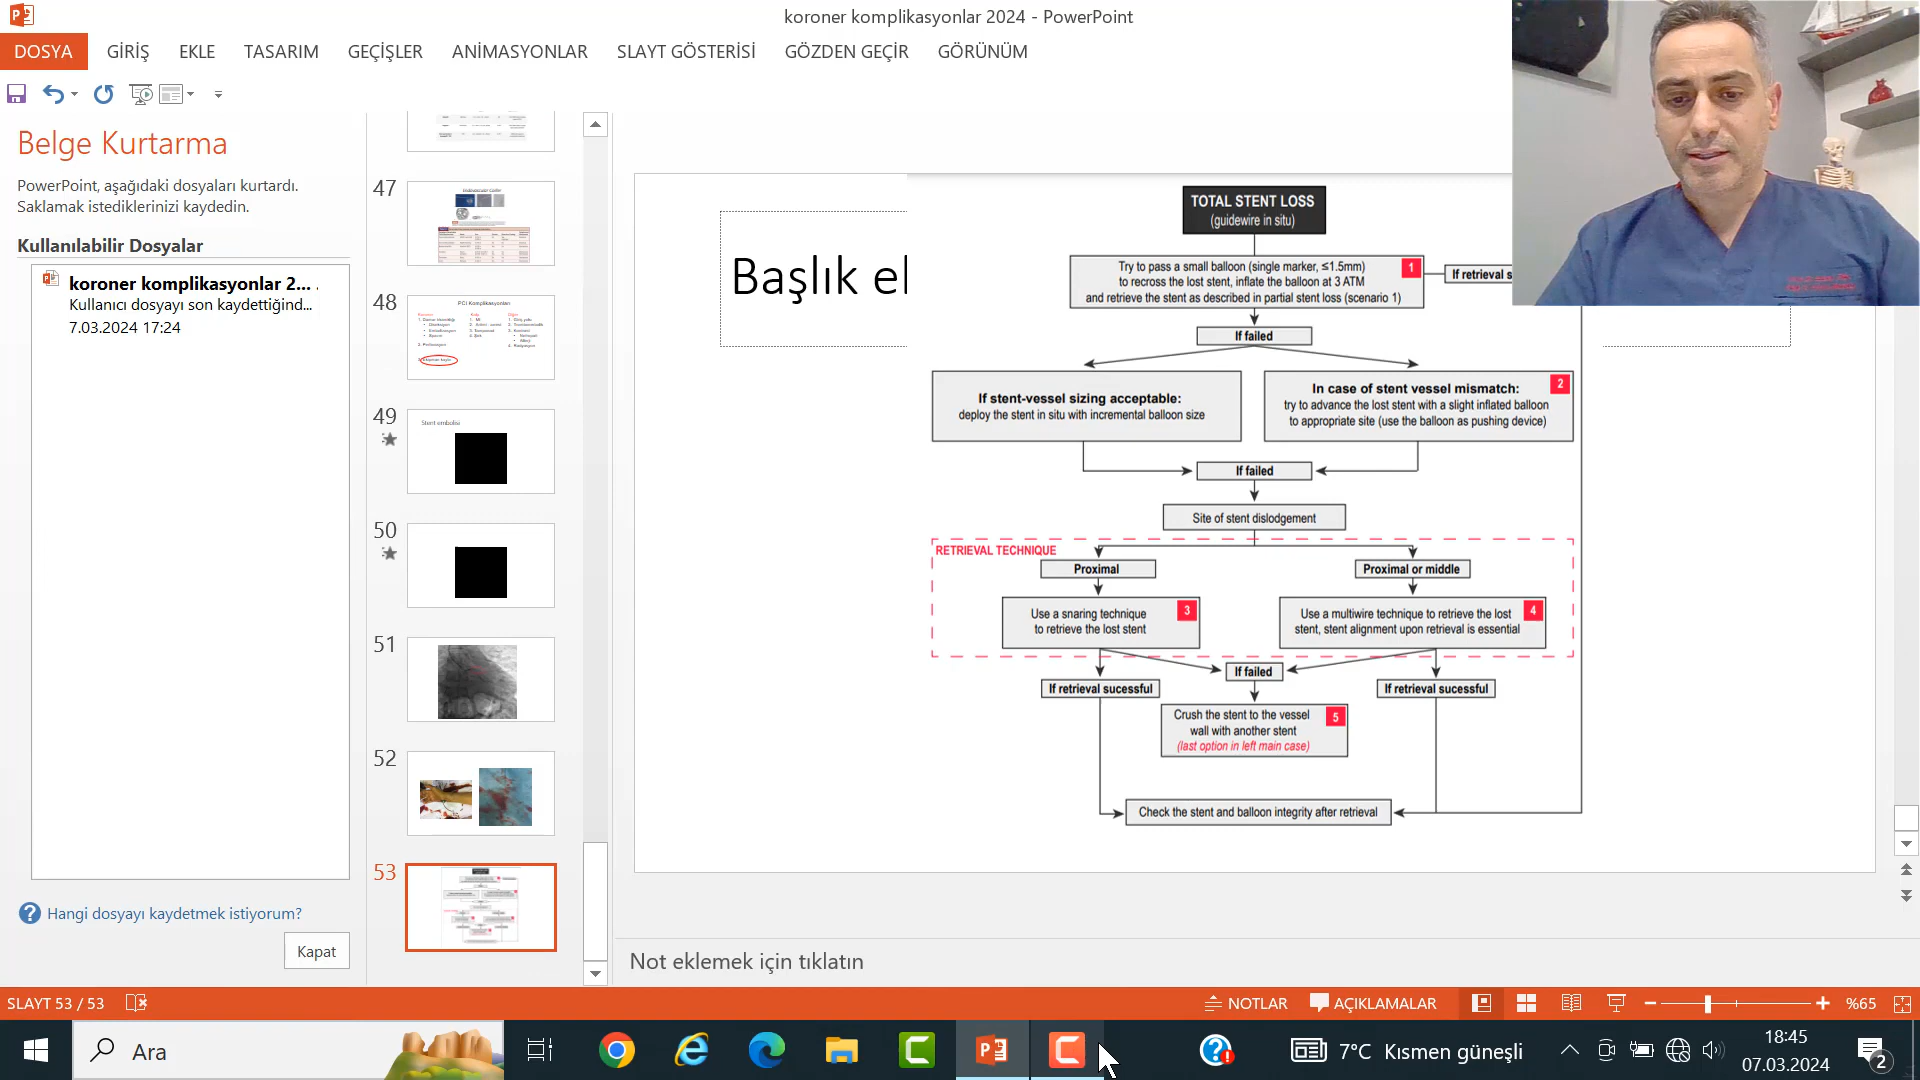 koroner komplikasyonlar 2024 - PowerPoint
DOSYA GİRİŞ EKLE TASARIM GEÇİŞLER ANİMASYONLAR SLAYT GÖSTERİSİ GÖZDEN GEÇİR GÖRÜNÜM
Belge Kurtarma
PowerPoint, aşağıdaki dosyaları kurtardı.
Saklamak istediklerinizi kaydedin.
Kullanılabilir Dosyalar
koroner komplikasyonlar 2...
Kullanıcı dosyayı son kaydettiğind...
7.03.2024 17:24
Hangi dosyayı kaydetmek istiyorum?
Kapat
47
48
PCI Komplikasyonları
49
Stent embolisi
50
51
52
53
Başlık el
TOTAL STENT LOSS
(guidewire in situ)
Try to pass a small balloon (single marker, ≤1.5mm)
to recross the lost stent, inflate the balloon at 3 ATM
and retrieve the stent as described in partial stent loss (scenario 1)
1
If retrieval s
If failed
If stent-vessel sizing acceptable:
deploy the stent in situ with incremental balloon size
In case of stent vessel mismatch:
try to advance the lost stent with a slight inflated balloon
to appropriate site (use the balloon as pushing device)
2
If failed
Site of stent dislodgement
RETRIEVAL TECHNIQUE
Proximal
Proximal or middle
Use a snaring technique
to retrieve the lost stent
3
Use a multiwire technique to retrieve the lost
stent, stent alignment upon retrieval is essential
4
If failed
If retrieval sucessful
If retrieval sucessful
Crush the stent to the vessel
wall with another stent
(last option in left main case)
5
Check the stent and balloon integrity after retrieval
Not eklemek için tıklatın
SLAYT 53 / 53
NOTLAR
AÇIKLAMALAR
%65
Ara
7°C Kısmen güneşli
18:45
07.03.2024
2